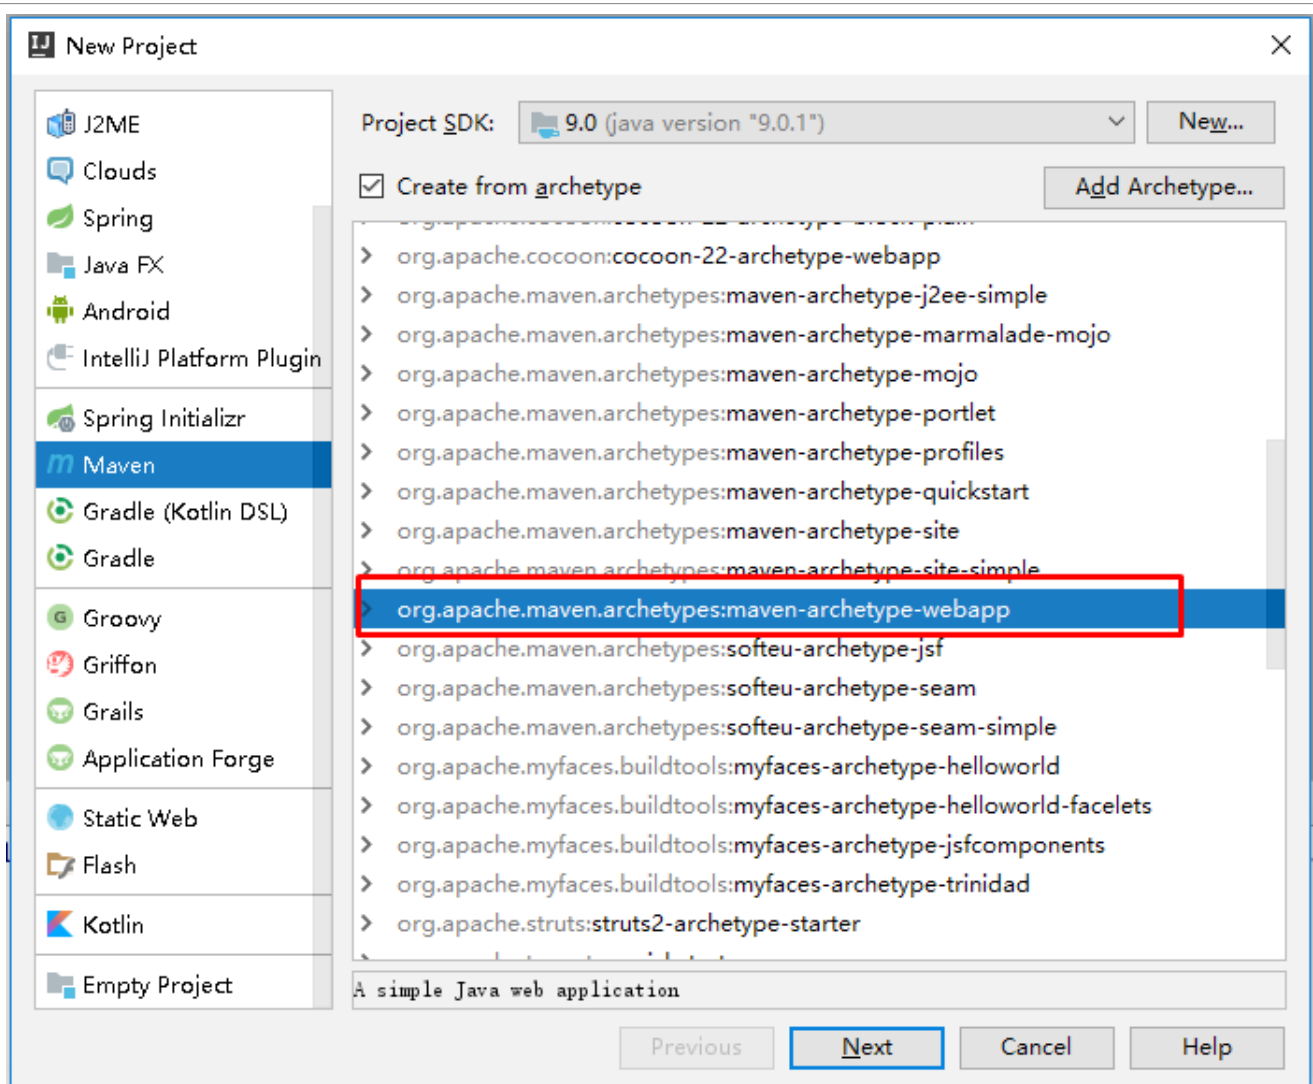 New Project
J2ME
Clouds
Spring
Java FX
Android
IntelliJ Platform Plugin
Spring Initializr
Maven
Gradle (Kotlin DSL)
Gradle
Groovy
Griffon
Grails
Application Forge
Static Web
Flash
Kotlin
Empty Project
Project SDK: 9.0 (java version "9.0.1") New...
Create from archetype Add Archetype...
org.apache.cocoon:cocoon-22-archetype-webapp
org.apache.maven.archetypes:maven-archetype-j2ee-simple
org.apache.maven.archetypes:maven-archetype-marmalade-mojo
org.apache.maven.archetypes:maven-archetype-mojo
org.apache.maven.archetypes:maven-archetype-portlet
org.apache.maven.archetypes:maven-archetype-profiles
org.apache.maven.archetypes:maven-archetype-quickstart
org.apache.maven.archetypes:maven-archetype-site
org.apache.maven.archetypes:maven-archetype-site-simple
org.apache.maven.archetypes:maven-archetype-webapp
org.apache.maven.archetypes:softeu-archetype-jsf
org.apache.maven.archetypes:softeu-archetype-seam
org.apache.maven.archetypes:softeu-archetype-seam-simple
org.apache.myfaces.buildtools:myfaces-archetype-helloworld
org.apache.myfaces.buildtools:myfaces-archetype-helloworld-facelets
org.apache.myfaces.buildtools:myfaces-archetype-jsfcomponents
org.apache.myfaces.buildtools:myfaces-archetype-trinidad
org.apache.struts:struts2-archetype-starter
A simple Java web application
Previous Next Cancel Help